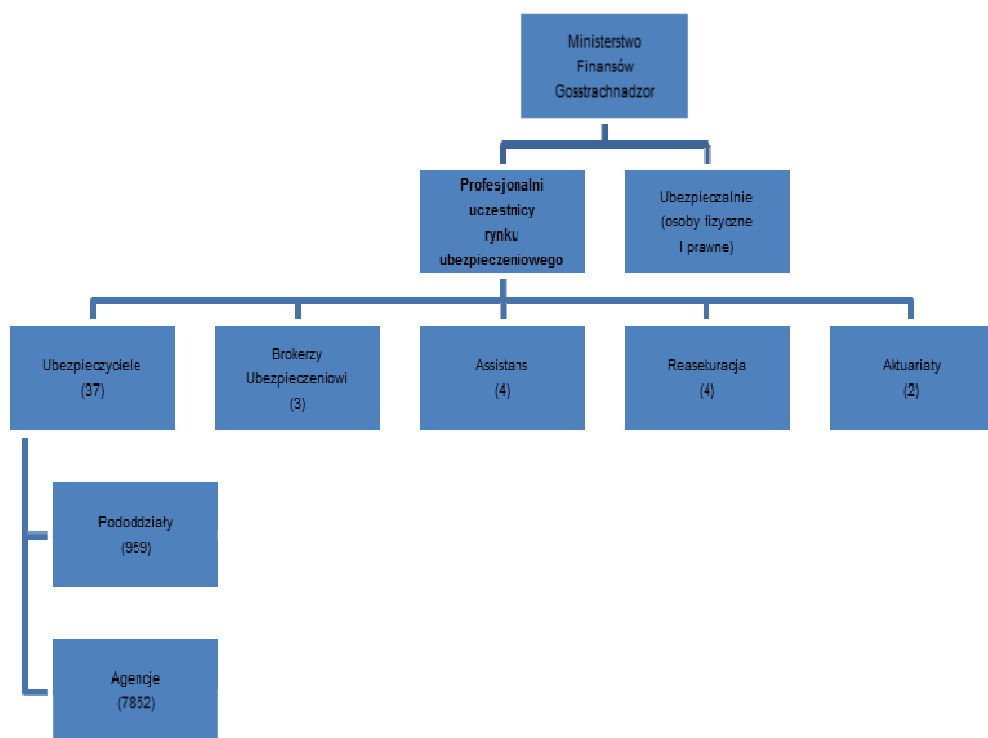 Ministerstwo
Finansów
Gosstrachnadzor
Profesjonalni
uczestnicy
rynku
ubezpieczeniowego
Ubezpieczalnie
(osoby fizyczne
I prawne)
Ubezpieczyciele
(37)
Brokerzy
Ubezpieczeniowi
(3)
Assistans
(4)
Reasekuracja
(4)
Aktuariaty
(2)
Pododdziały
(959)
Agencje
(7852)